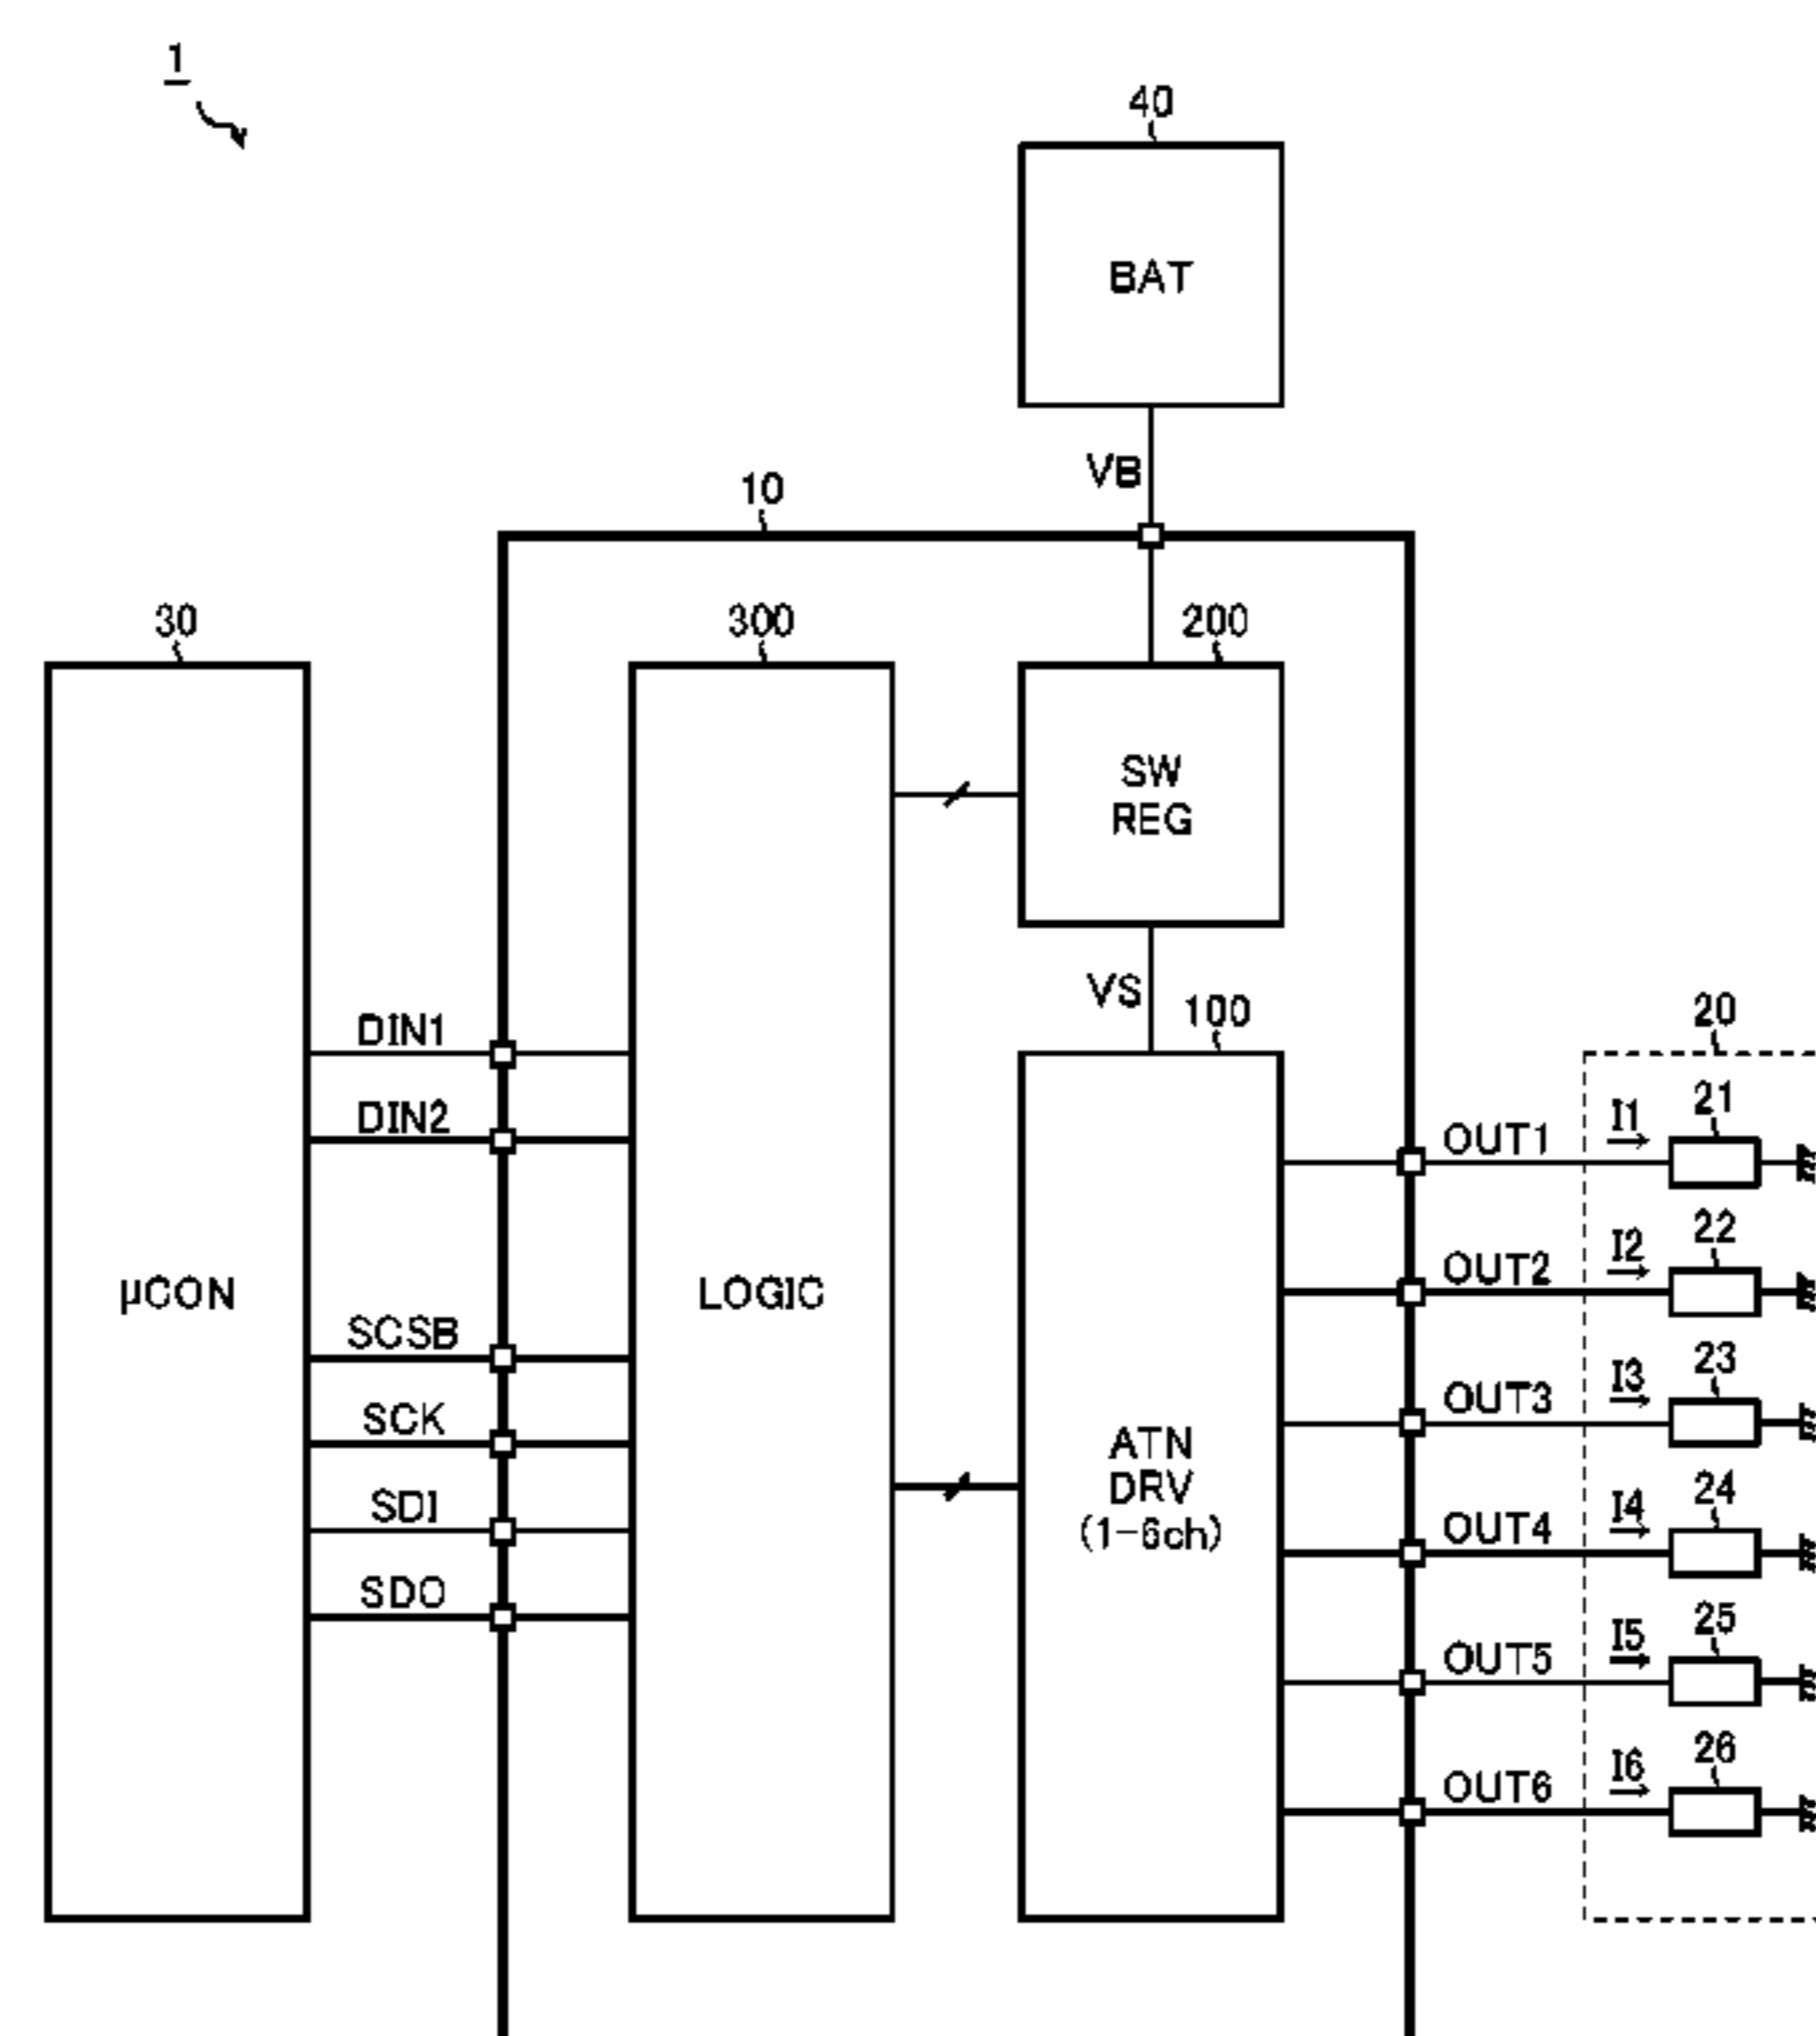 1
40
BAT
VB
10
30
300
200
SW
REG
VS
100
20
DIN1
DIN2
μCON
LOGIC
SCSB
SCK
SDI
SDO
ATN
DRV
(1-6ch)
OUT1
I1
21
OUT2
I2
22
OUT3
I3
23
OUT4
I4
24
OUT5
I5
25
OUT6
I6
26